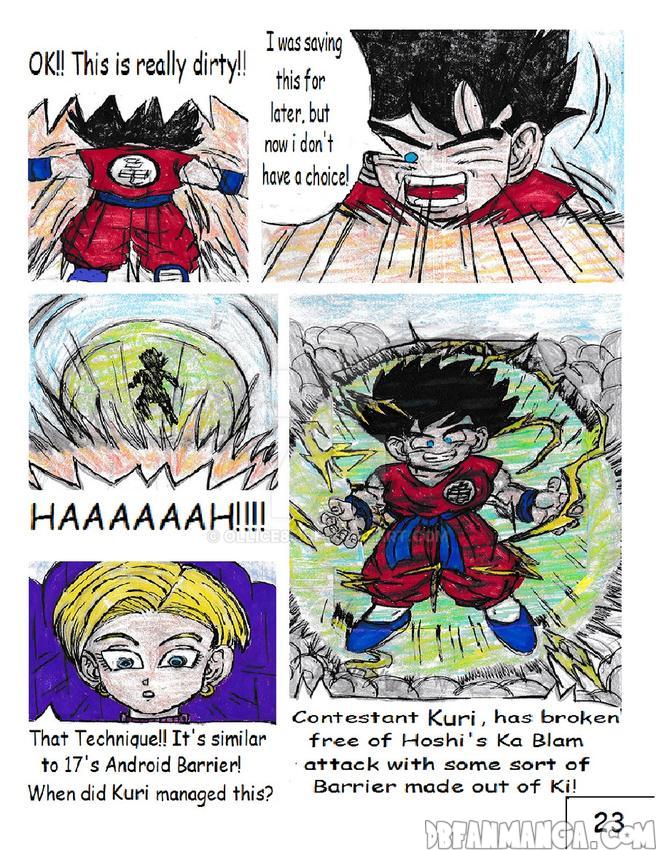 OK!! This is really dirty!!
I was saving
this for
later, but
now i don't
have a choice!
HAAAAAAH!!!!
That Technique!! It's similar
to 17's Android Barrier!
When did Kuri managed this?
Contestant Kuri, has broken
free of Hoshi's Ka Blam
attack with some sort of
Barrier made out of Ki!
23
DBFANMANGA.COM